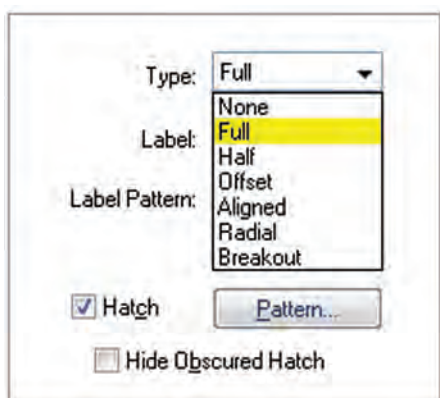 Type: Full
None
Full
Label:
Half
Offset
Label Pattern:
Aligned
Radial
Breakout
Hatch Pattern...
Hide Obscured Hatch